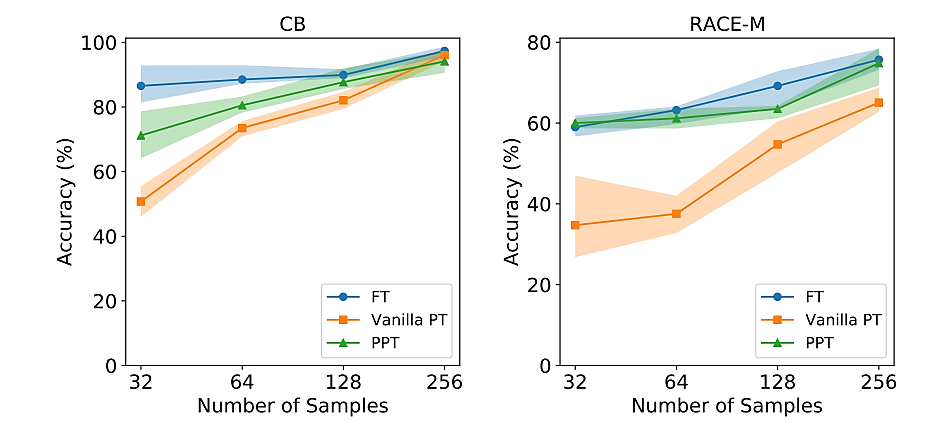 CB
Accuracy (%)
100
80
60
40
20
0
32 64 128 256
Number of Samples
FT
Vanilla PT
PPT
RACE-M
Accuracy (%)
80
60
40
20
0
32 64 128 256
Number of Samples
FT
Vanilla PT
PPT